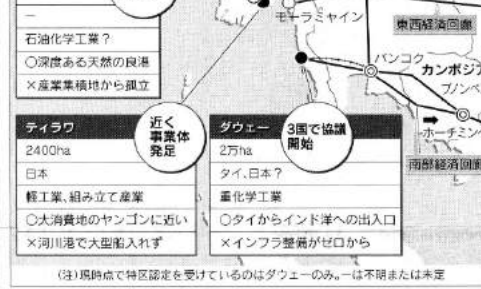 －
石油化学工業？
○深度ある天然の良港
×産業集積地から孤立
モーラミャイン
東西経済回廊
バンコク
カンボジア
プノンペ
ホーチミン
南部経済回廊
ティラワ
近く
事業体
発足
2400ha
日本
軽工業、組み立て産業
○大消費地のヤンゴンに近い
×河川港で大型船入れず
ダウェー
3国で協議
開始
2万ha
タイ、日本？
重化学工業
○タイからインド洋への出入口
×インフラ整備がゼロから
(注)現時点で特区認定を受けているのはダウェーのみ。－は不明または未定